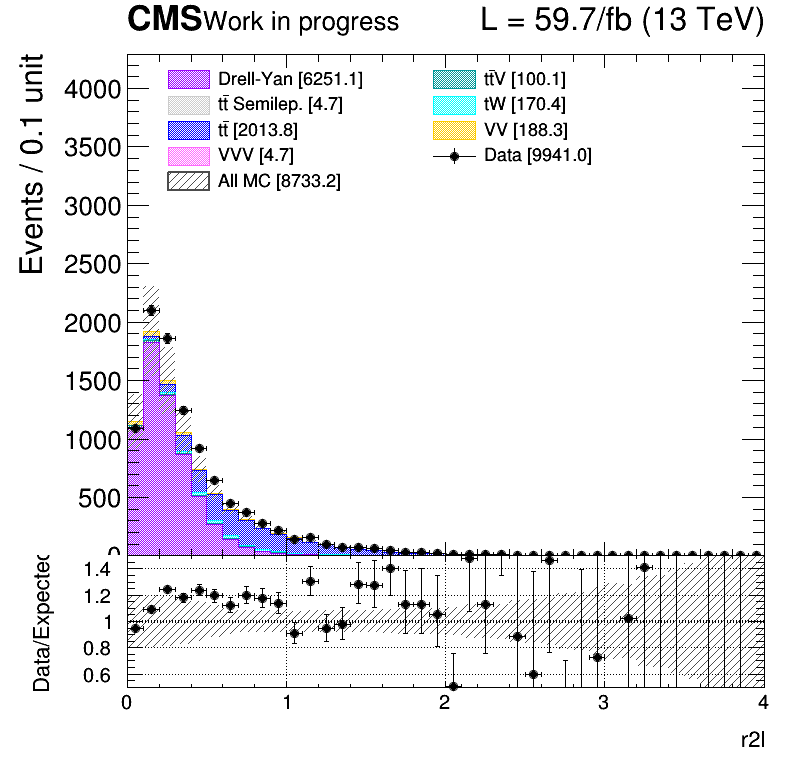 CMS Work in progress L = 59.7/fb (13 TeV)
Events / 0.1 unit
4000
3500
3000
2500
2000
1500
1000
500
0
Drell-Yan [6251.1]
tt̄ Semilep. [4.7]
tt̄ [2013.8]
VVV [4.7]
All MC [8733.2]
tt̄V [100.1]
tW [170.4]
VV [188.3]
Data [9941.0]
Data/Expected
1.4
1.2
1
0.8
0.6
0 1 2 3 4
r2l